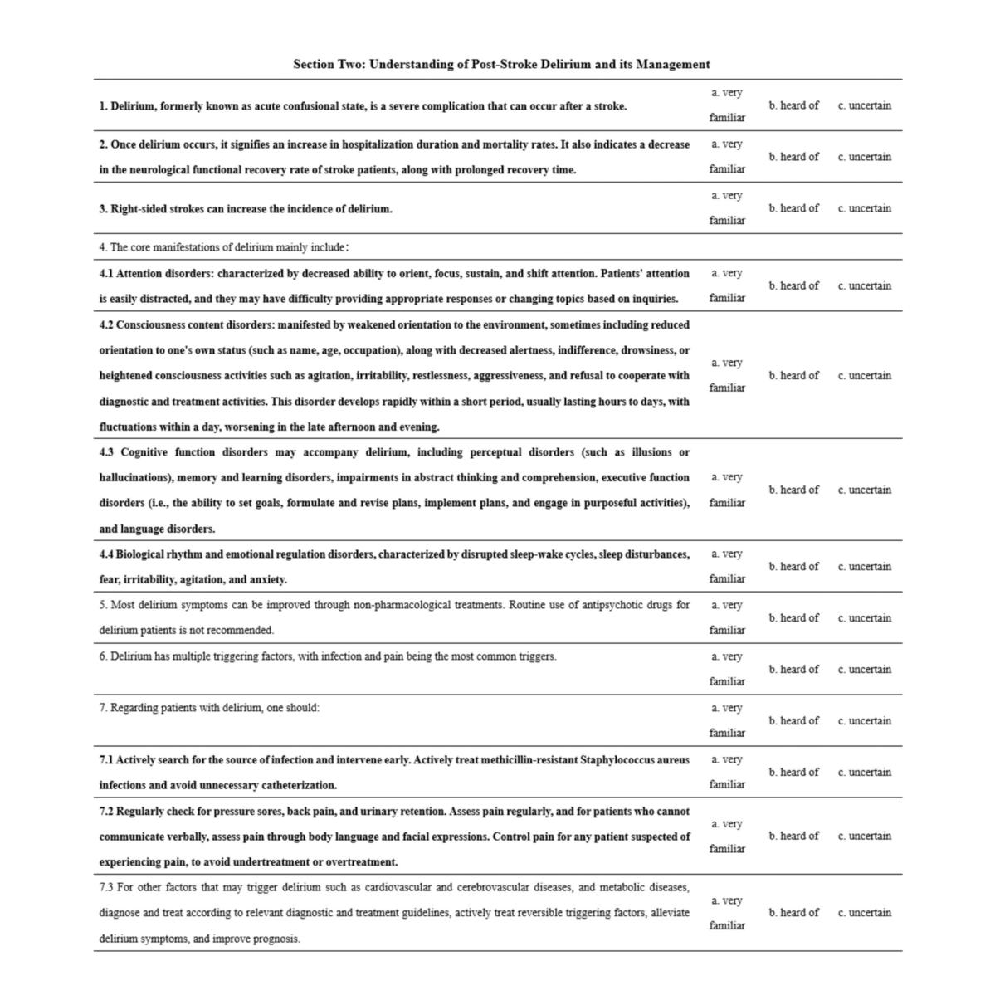 Section Two: Understanding of Post-Stroke Delirium and its Management
1. Delirium, formerly known as acute confusional state, is a severe complication that can occur after a stroke.
a. very
familiar
b. heard of
c. uncertain
2. Once delirium occurs, it signifies an increase in hospitalization duration and mortality rates. It also indicates a decrease
in the neurological functional recovery rate of stroke patients, along with prolonged recovery time.
a. very
familiar
b. heard of
c. uncertain
3. Right-sided strokes can increase the incidence of delirium.
a. very
familiar
b. heard of
c. uncertain
4. The core manifestations of delirium mainly include:
4.1 Attention disorders: characterized by decreased ability to orient, focus, sustain, and shift attention. Patients' attention
is easily distracted, and they may have difficulty providing appropriate responses or changing topics based on inquiries.
a. very
familiar
b. heard of
c. uncertain
4.2 Consciousness content disorders: manifested by weakened orientation to the environment, sometimes including reduced
orientation to one's own status (such as name, age, occupation), along with decreased alertness, indifference, drowsiness, or
heightened consciousness activities such as agitation, irritability, restlessness, aggressiveness, and refusal to cooperate with
diagnostic and treatment activities. This disorder develops rapidly within a short period, usually lasting hours to days, with
fluctuations within a day, worsening in the late afternoon and evening.
a. very
familiar
b. heard of
c. uncertain
4.3 Cognitive function disorders may accompany delirium, including perceptual disorders (such as illusions or
hallucinations), memory and learning disorders, impairments in abstract thinking and comprehension, executive function
disorders (i.e., the ability to set goals, formulate and revise plans, implement plans, and engage in purposeful activities),
and language disorders.
a. very
familiar
b. heard of
c. uncertain
4.4 Biological rhythm and emotional regulation disorders, characterized by disrupted sleep-wake cycles, sleep disturbances,
fear, irritability, agitation, and anxiety.
a. very
familiar
b. heard of
c. uncertain
5. Most delirium symptoms can be improved through non-pharmacological treatments. Routine use of antipsychotic drugs for
delirium patients is not recommended.
a. very
familiar
b. heard of
c. uncertain
6. Delirium has multiple triggering factors, with infection and pain being the most common triggers.
a. very
familiar
b. heard of
c. uncertain
7. Regarding patients with delirium, one should:
a. very
familiar
b. heard of
c. uncertain
7.1 Actively search for the source of infection and intervene early. Actively treat methicillin-resistant Staphylococcus aureus
infections and avoid unnecessary catheterization.
a. very
familiar
b. heard of
c. uncertain
7.2 Regularly check for pressure sores, back pain, and urinary retention. Assess pain regularly, and for patients who cannot
communicate verbally, assess pain through body language and facial expressions. Control pain for any patient suspected of
experiencing pain, to avoid undertreatment or overtreatment.
a. very
familiar
b. heard of
c. uncertain
7.3 For other factors that may trigger delirium such as cardiovascular and cerebrovascular diseases, and metabolic diseases,
diagnose and treat according to relevant diagnostic and treatment guidelines, actively treat reversible triggering factors, alleviate
delirium symptoms, and improve prognosis.
a. very
familiar
b. heard of
c. uncertain